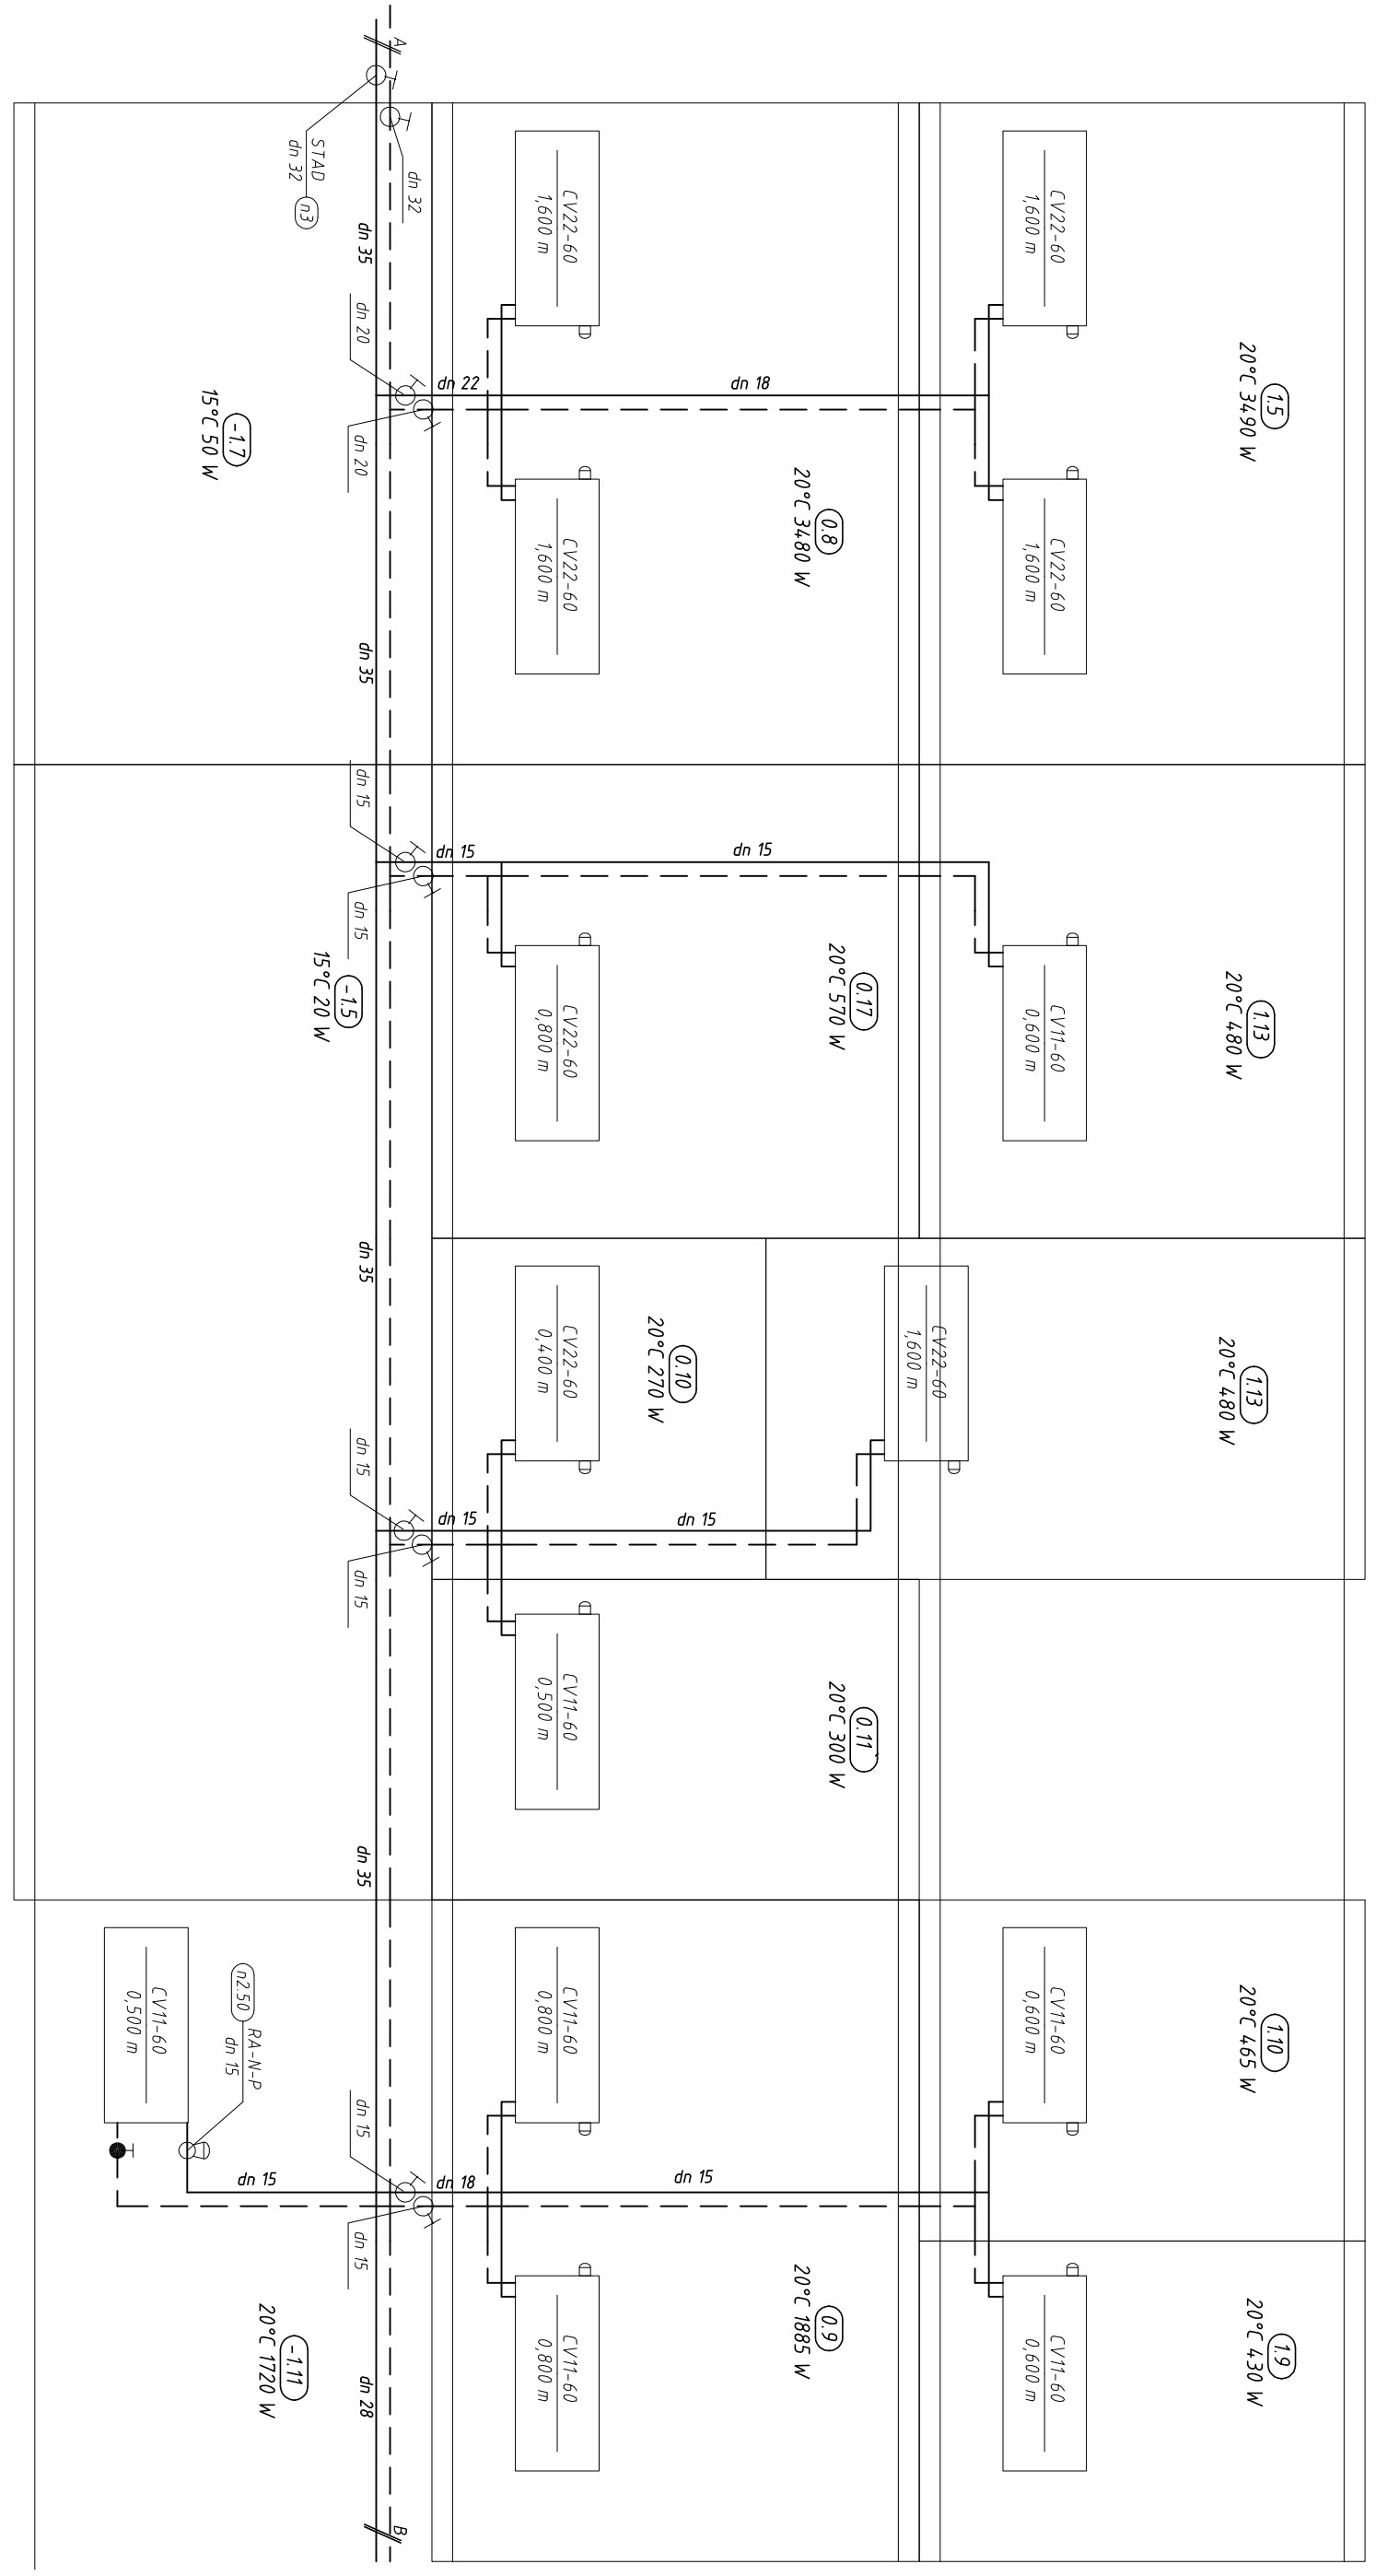 A
STAD
dn 32
n3
dn 32
dn 35
dn 20
dn 20
dn 22
dn 18
CV22-60
1,600 m
CV22-60
1,600 m
CV22-60
1,600 m
CV22-60
1,600 m
1.5
20°C 3490 W
0.8
20°C 3480 W
-1.7
15°C 50 W
dn 35
dn 15
dn 15
dn 15
dn 15
CV22-60
0,800 m
CV11-60
0,600 m
1.13
20°C 480 W
0.17
20°C 570 W
-1.5
15°C 20 W
dn 35
CV22-60
0,400 m
0.10
20°C 270 W
CV22-60
1,600 m
1.13
20°C 480 W
dn 15
dn 15
dn 15
dn 15
CV11-60
0,500 m
0.11
20°C 300 W
dn 35
CV11-60
0,500 m
n2.50
RA-N-P
dn 15
dn 15
dn 15
dn 15
dn 18
dn 15
CV11-60
0,800 m
CV11-60
0,600 m
1.10
20°C 465 W
CV11-60
0,800 m
CV11-60
0,600 m
0.9
20°C 1885 W
1.9
20°C 430 W
-1.11
20°C 1720 W
dn 28
B